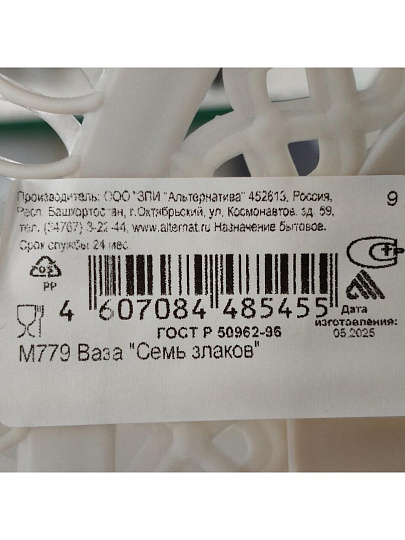 Производитель: ООО "ЗПИ "Альтернатива" 452613, Россия,
Респ. Башкортостан, г.Октябрьский, ул. Космонавтов, зд. 59,
тел. (34767) 3-22-44, www.alternat.ru Назначение бытовое.
Срок службы 24 мес.
9
05
PP
4 607084 485455
Дата
изготовления:
05.2025
ГОСТ Р 50962-96
М779 Ваза "Семь злаков"